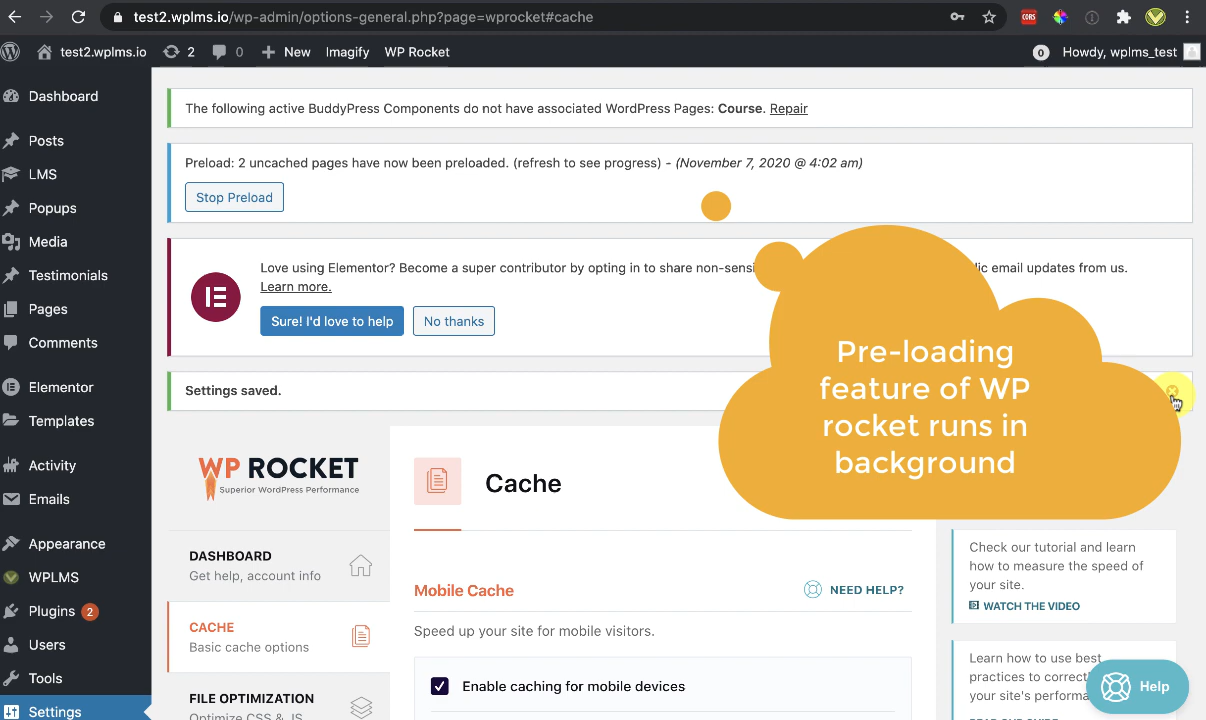 test2.wplms.io/wp-admin/options-general.php?page=wprocket#cache
CORS
test2.wplms.io
2
0
New
Imagify
WP Rocket
0
Howdy, wplms_test
Dashboard
Posts
LMS
Popups
Media
Testimonials
Pages
Comments
Elementor
Templates
Activity
Emails
Appearance
WPLMS
Plugins 2
Users
Tools
Settings
The following active BuddyPress Components do not have associated WordPress Pages: Course. Repair
Preload: 2 uncached pages have now been preloaded. (refresh to see progress) - (November 7, 2020 @ 4:02 am)
Stop Preload
Love using Elementor? Become a super contributor by opting in to share non-sensi
ic email updates from us.
Learn more.
Sure! I'd love to help
No thanks
Settings saved.
Pre-loading
feature of WP
rocket runs in
background
WP ROCKET
Superior WordPress Performance
DASHBOARD
Get help, account info
CACHE
Basic cache options
FILE OPTIMIZATION
Optimize CSS & JS
Cache
Mobile Cache
NEED HELP?
Speed up your site for mobile visitors.
Enable caching for mobile devices
Check our tutorial and learn
how to measure the speed of
your site.
WATCH THE VIDEO
Learn how to use best
practices to correctl
your site's performa
Help